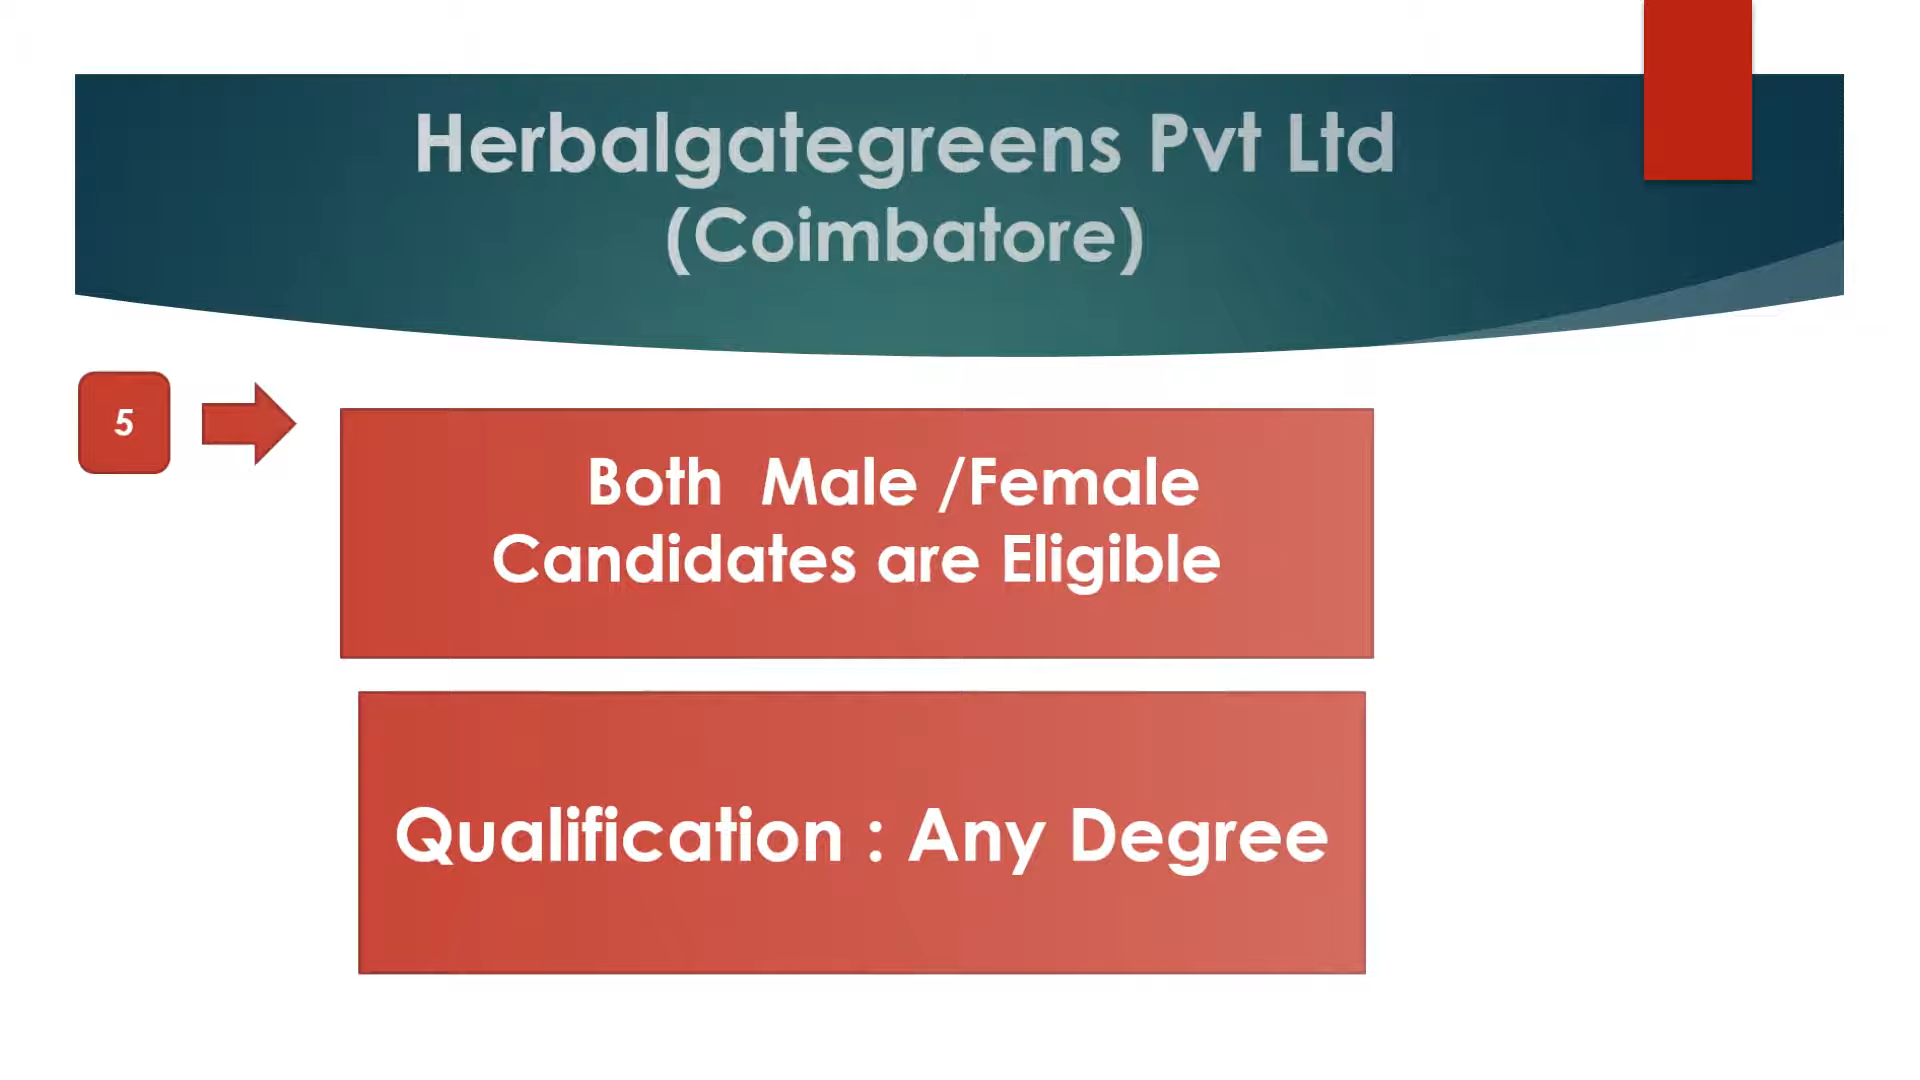 Herbalgategreens Pvt Ltd
(Coimbatore)
5
Both Male /Female
Candidates are Eligible
Qualification : Any Degree